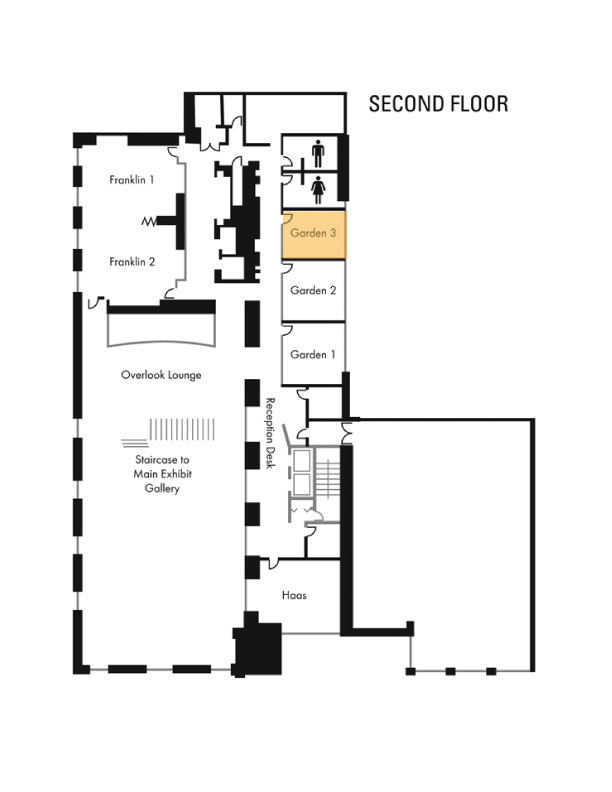 SECOND FLOOR
Franklin 1
Garden 3
Franklin 2
Garden 2
Garden 1
Overlook Lounge
Reception Desk
Staircase to
Main Exhibit
Gallery
Haas